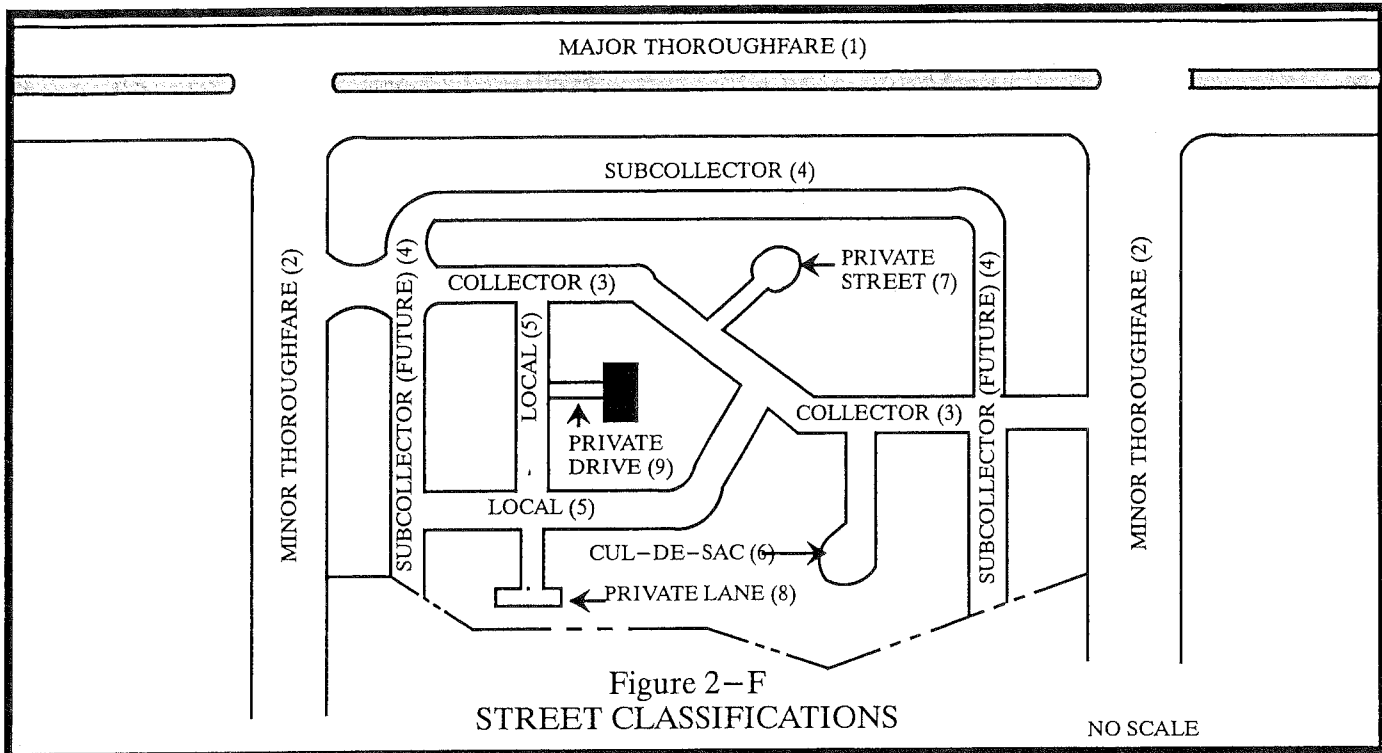 MAJOR THOROUGHFARE (1)
SUBCOLLECTOR (4)
MINOR THOROUGHFARE (2)
SUBCOLLECTOR (FUTURE) (4)
COLLECTOR (3)
LOCAL (5)
PRIVATE
STREET (7)
SUBCOLLECTOR (FUTURE) (4)
MINOR THOROUGHFARE (2)
COLLECTOR (3)
PRIVATE
DRIVE (9)
LOCAL (5)
CUL-DE-SAC (6)
PRIVATE LANE (8)
Figure 2-F
STREET CLASSIFICATIONS
NO SCALE